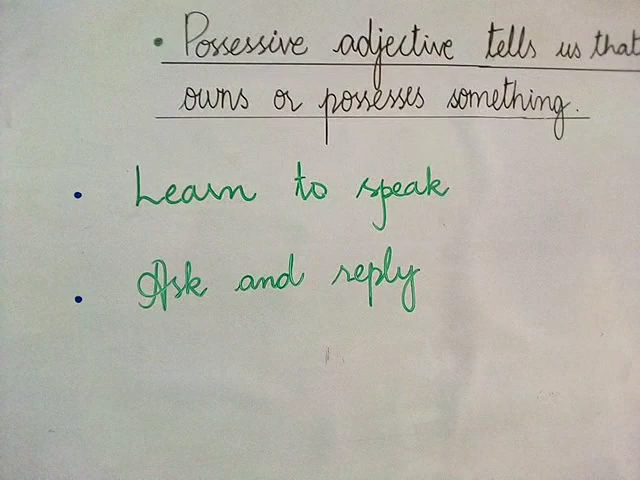 • Possessive adjective tells us that
owns or possesses something.
• Learn to speak
• Ask and reply